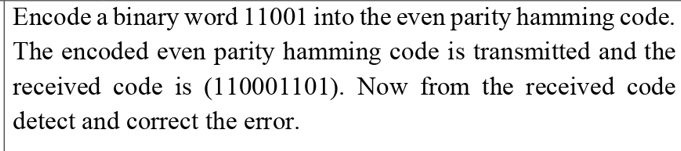 Encode a binary word 11001 into the even parity hamming code.
The encoded even parity hamming code is transmitted and the
received code is (110001101). Now from the received code
detect and correct the error.